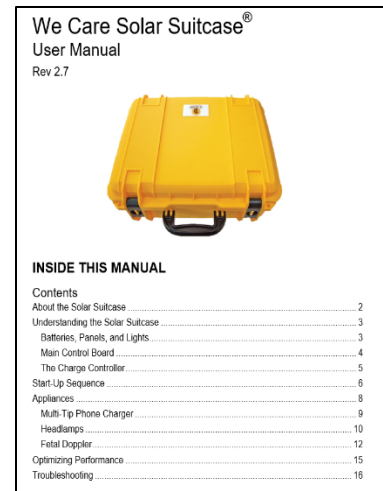 We Care Solar Suitcase®
User Manual
Rev 2.7
INSIDE THIS MANUAL
Contents
About the Solar Suitcase 2
Understanding the Solar Suitcase 3
Batteries, Panels, and Lights 3
Main Control Board 4
The Charge Controller 5
Start-Up Sequence 6
Appliances 8
Multi-Tip Phone Charger 9
Headlamps 10
Fetal Doppler 12
Optimizing Performance 15
Troubleshooting 16